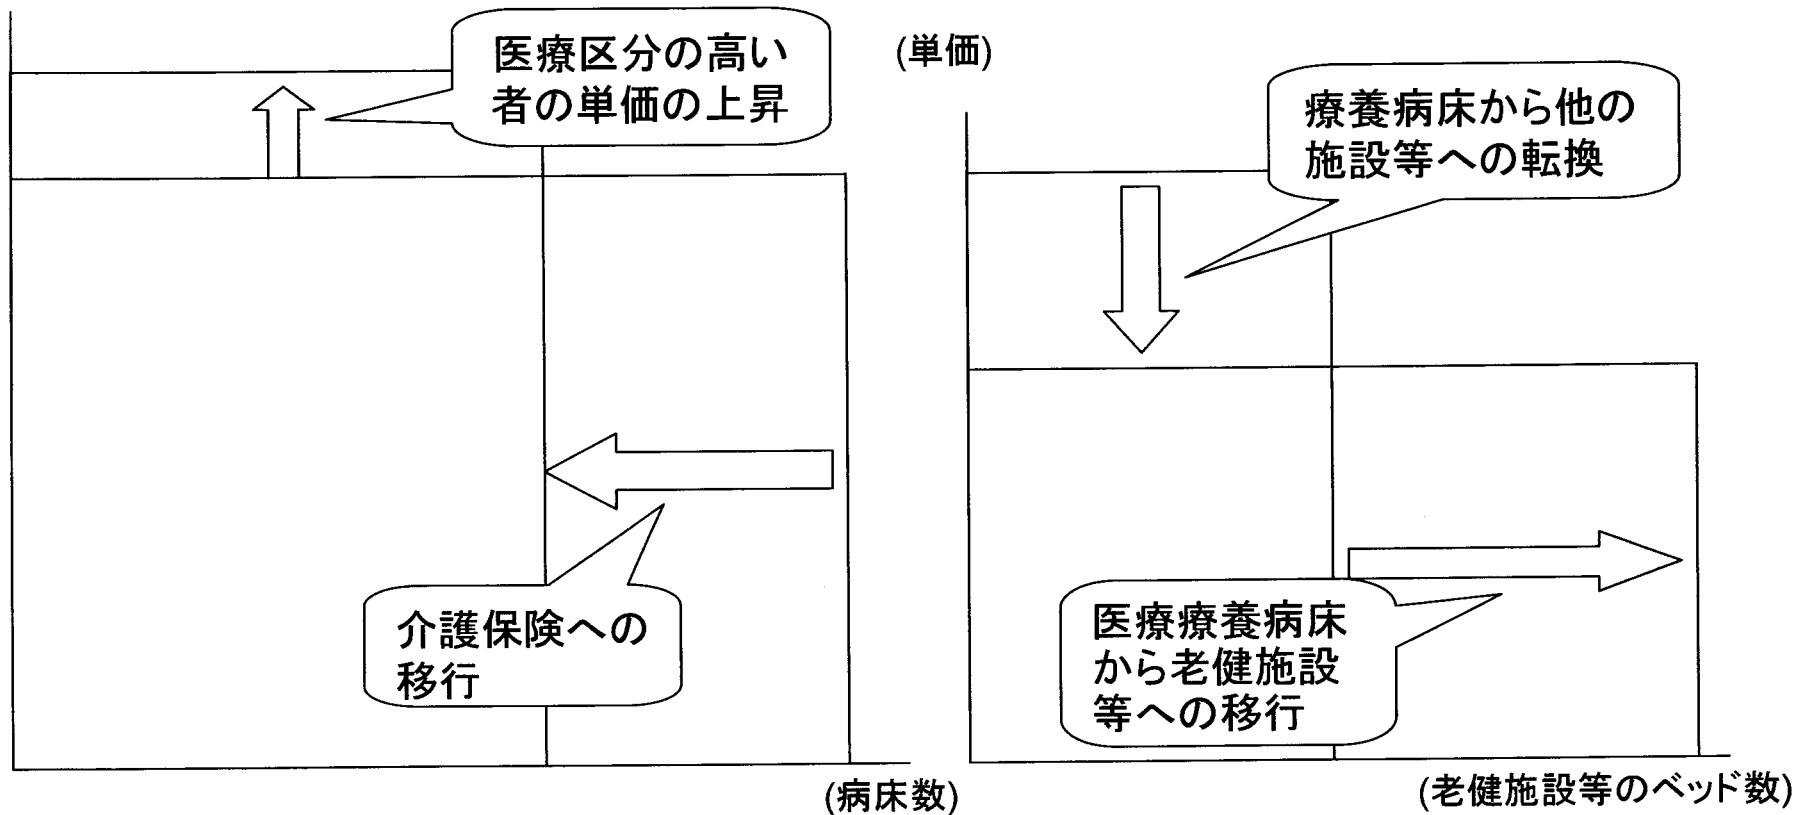 医療区分の高い
者の単価の上昇
介護保険への
移行
(病床数)
(単価)
療養病床から他の
施設等への転換
医療療養病床
から老健施設
等への移行
(老健施設等のベッド数)